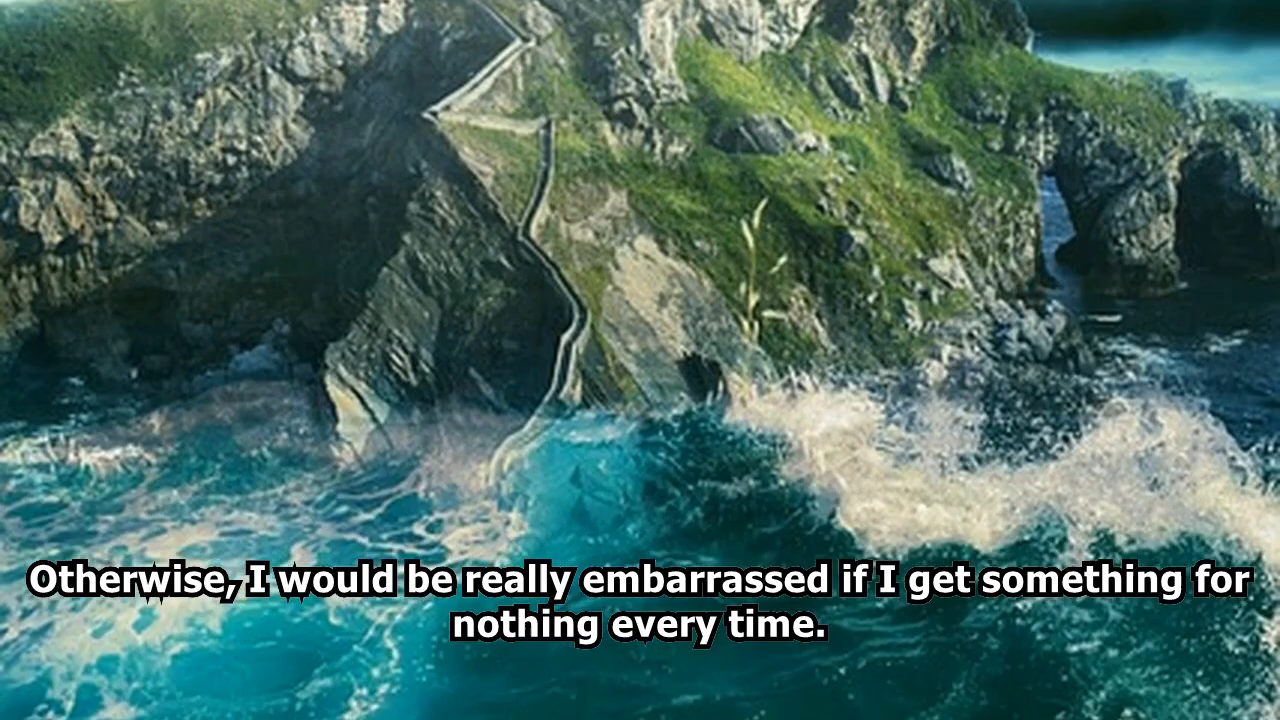 Otherwise, I would be really embarrassed if I get something for
nothing every time.